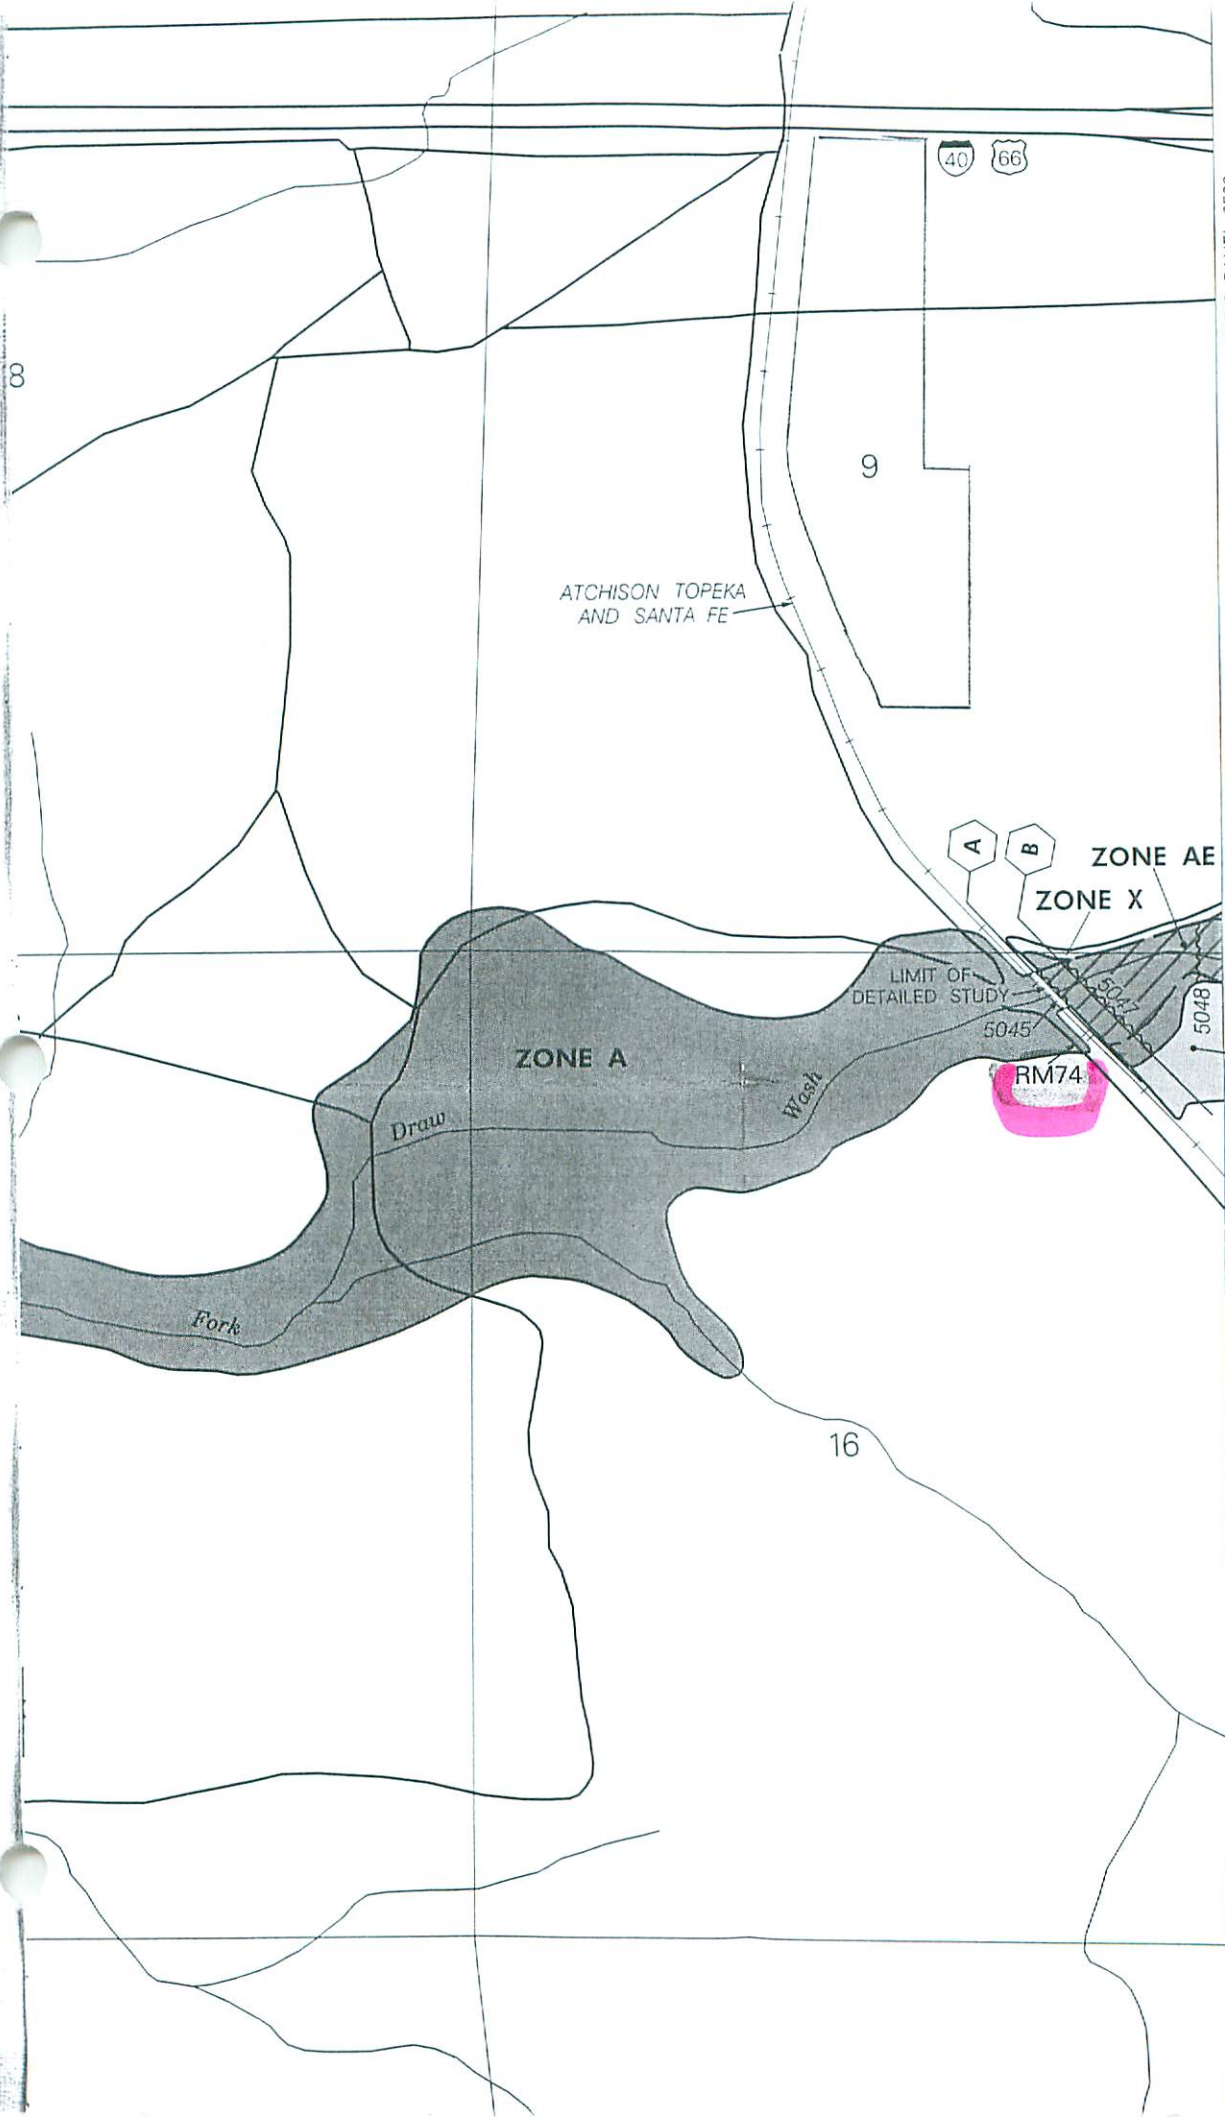 40 66
8
9
ATCHISON TOPEKA
AND SANTA FE
A B
ZONE AE
ZONE X
LIMIT OF
DETAILED STUDY
5041
5048
5045
ZONE A
RM74
Wash
Draw
Fork
16